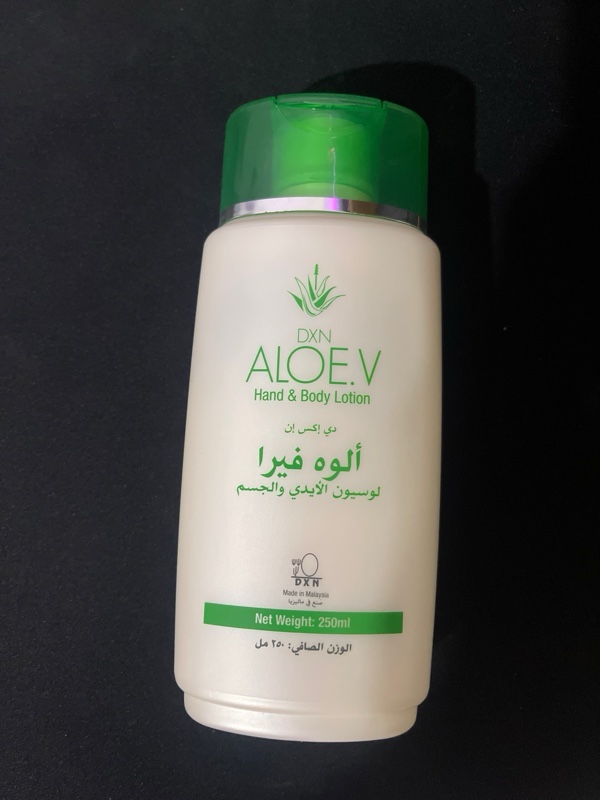 DXN
ALOE.V
Hand & Body Lotion
دي إكس إن
ألوه فيرا
لوسيون الأيدي والجسم
DXN
Made in Malaysia
صنع في ماليزيا
Net Weight: 250ml
الوزن الصافي: ٢٥٠ مل